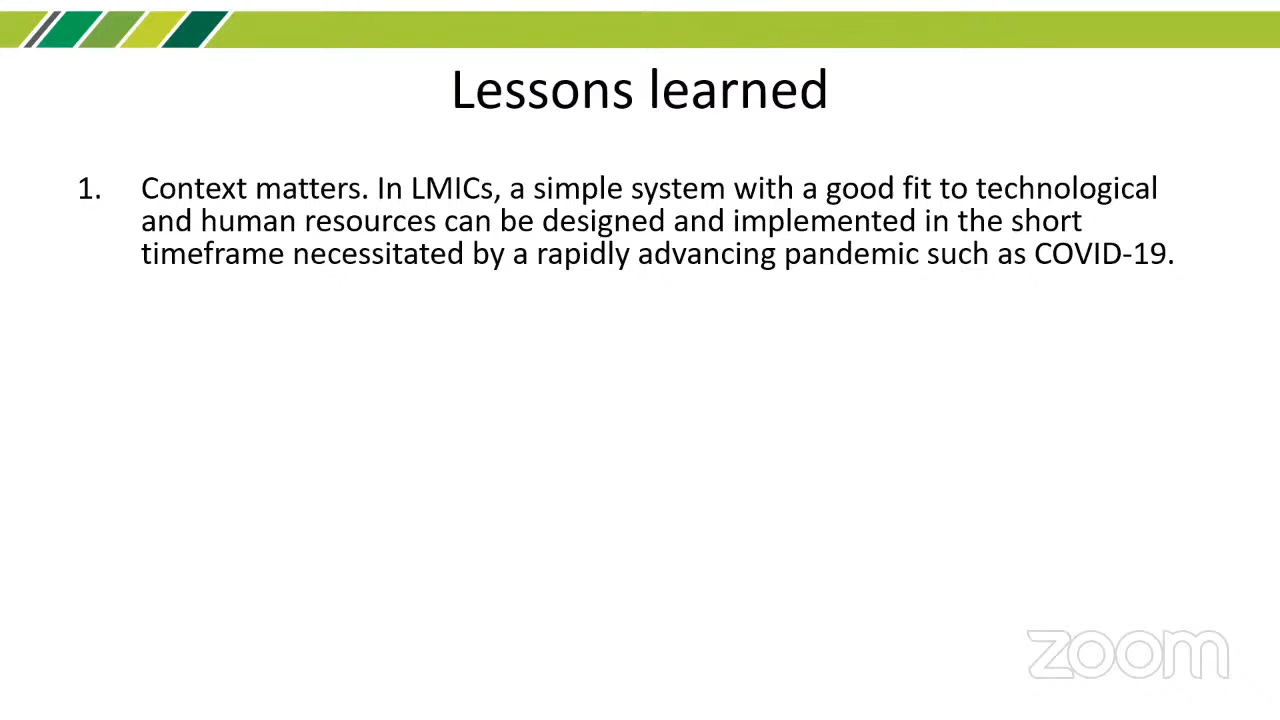 Lessons learned
1. Context matters. In LMICs, a simple system with a good fit to technological
and human resources can be designed and implemented in the short
timeframe necessitated by a rapidly advancing pandemic such as COVID-19.
zoom